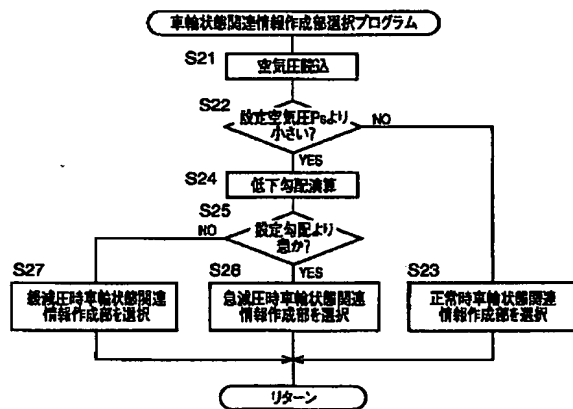 車輪状態関連情報作成部選択プログラム
S21
空気圧読込
S22
設定空気圧Psより
小さい?
NO
YES
S24
低下勾配演算
S25
設定勾配より
急か?
NO
YES
S27
緩減圧時車輪状態関連
情報作成部を選択
S26
急減圧時車輪状態関連
情報作成部を選択
S23
正常時車輪状態関連
情報作成部を選択
リターン